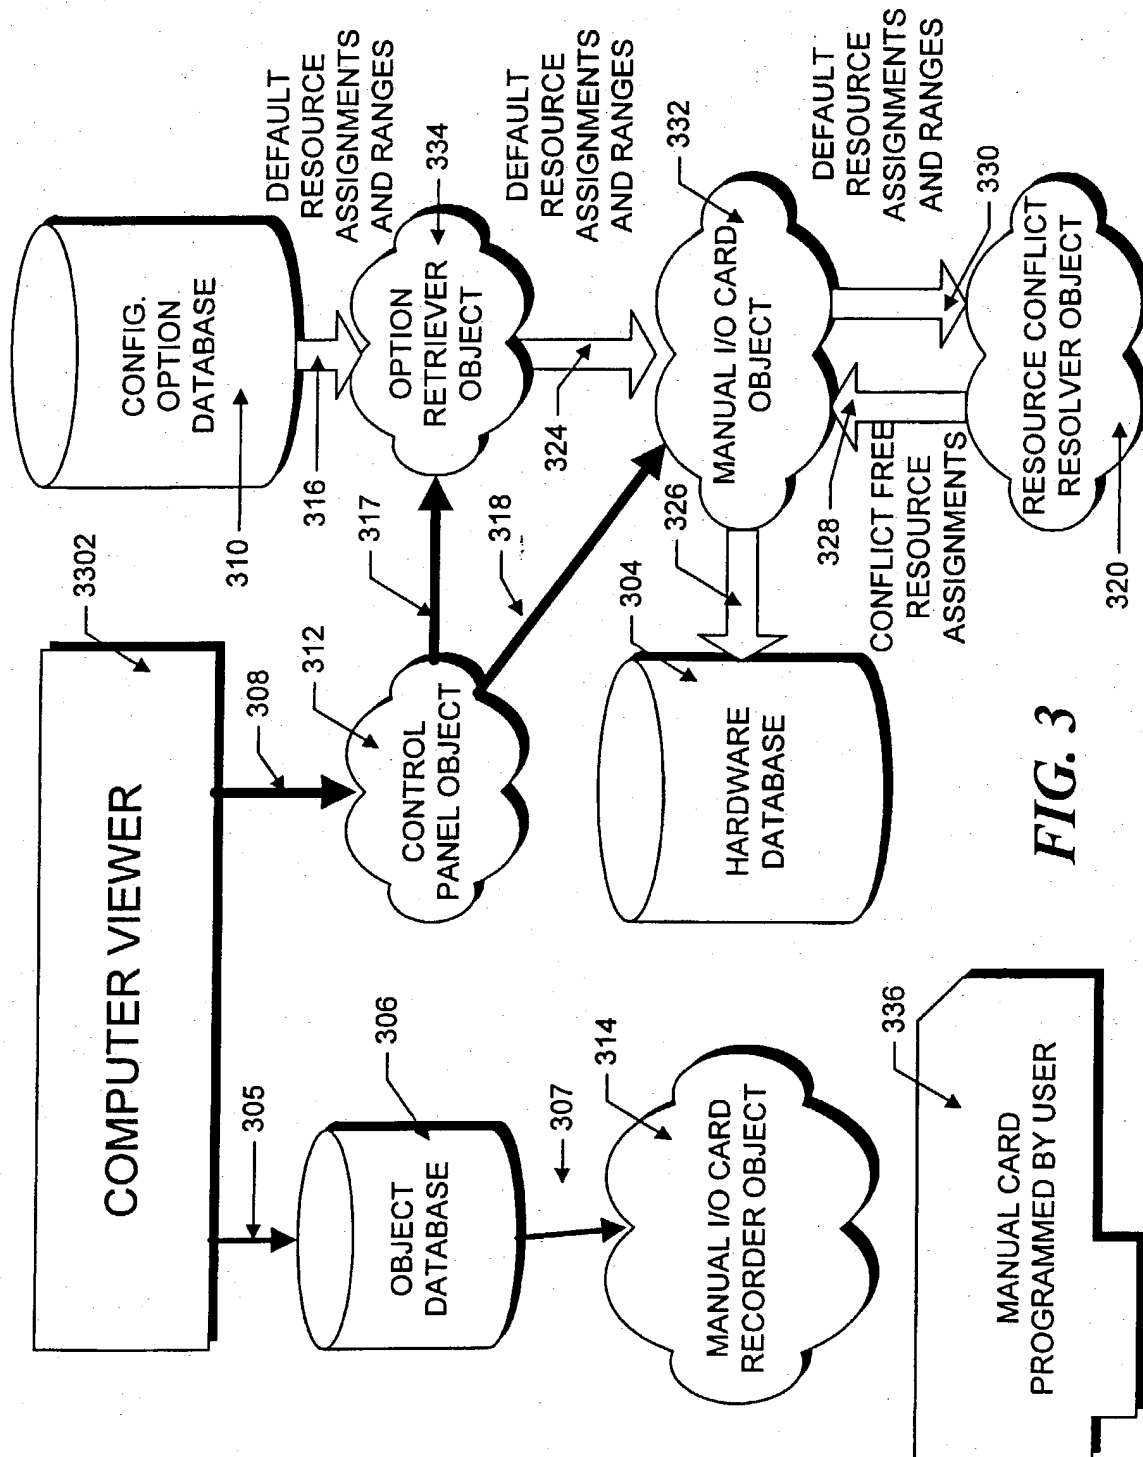 COMPUTER VIEWER
3302
305
308
CONFIG.
OPTION
DATABASE
310
316
DEFAULT
RESOURCE
ASSIGNMENTS
AND RANGES
OBJECT
DATABASE
306
CONTROL
PANEL OBJECT
312
317
318
OPTION
RETRIEVER
OBJECT
334
324
DEFAULT
RESOURCE
ASSIGNMENTS
AND RANGES
307
MANUAL I/O CARD
RECORDER OBJECT
314
HARDWARE
DATABASE
304
326
MANUAL I/O CARD
OBJECT
332
328
CONFLICT FREE
RESOURCE
ASSIGNMENTS
DEFAULT
RESOURCE
ASSIGNMENTS
AND RANGES
330
MANUAL CARD
PROGRAMMED BY USER
336
RESOURCE CONFLICT
RESOLVER OBJECT
320
FIG. 3